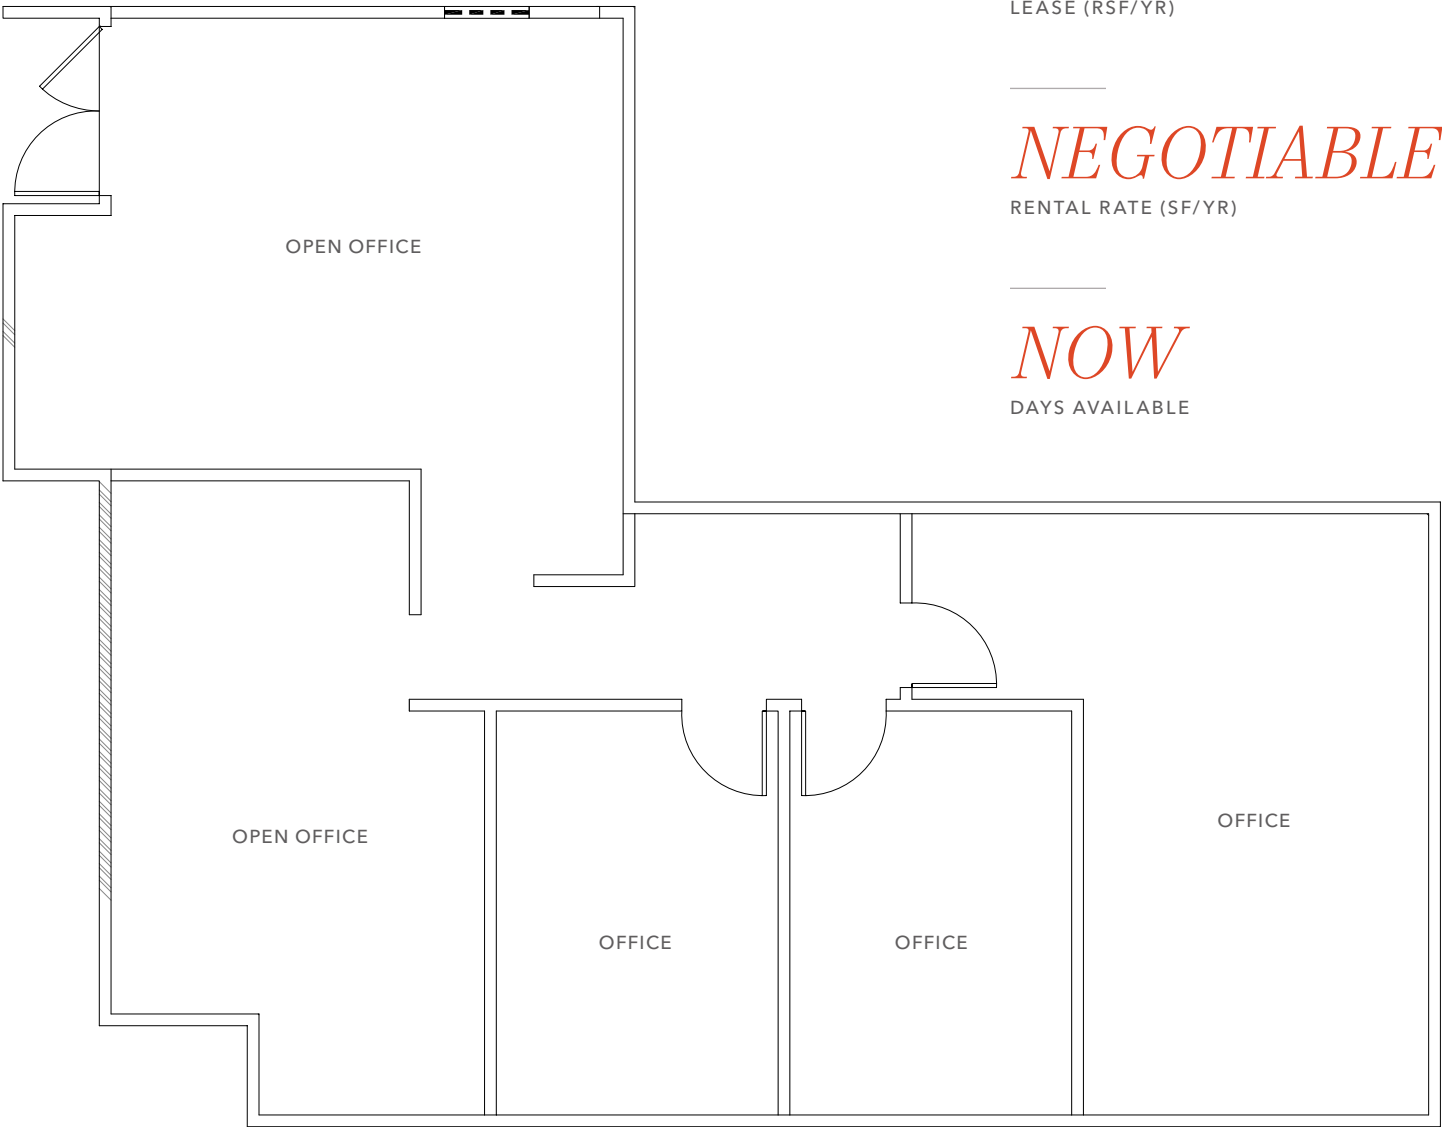 LEASE (RSF/YR)
NEGOTIABLE
RENTAL RATE (SF/YR)
NOW
DAYS AVAILABLE
OPEN OFFICE
OPEN OFFICE
OFFICE
OFFICE
OFFICE